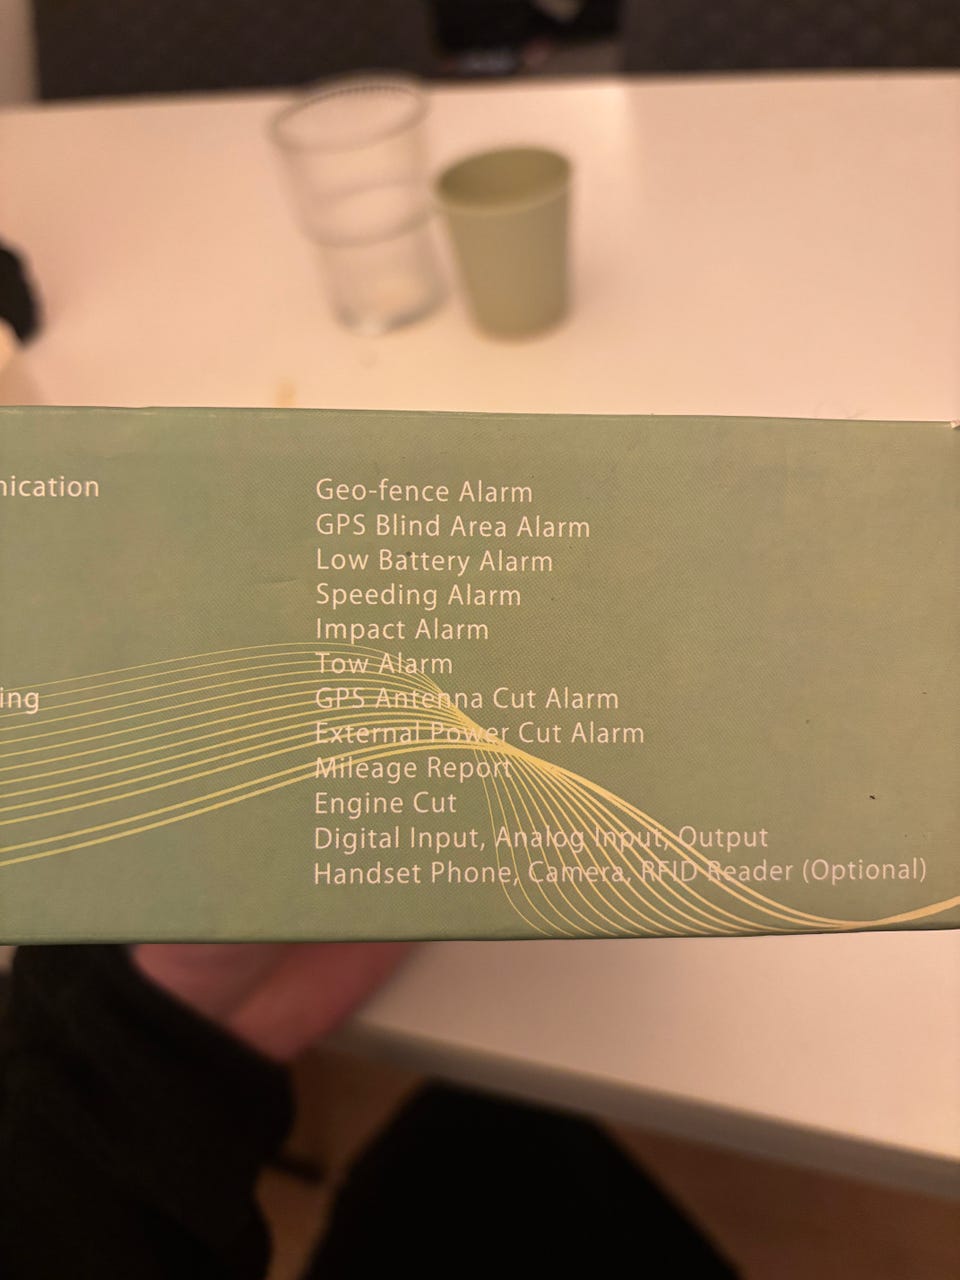 nication
Geo-fence Alarm
GPS Blind Area Alarm
Low Battery Alarm
Speeding Alarm
Impact Alarm
Tow Alarm
ing
GPS Antenna Cut Alarm
External Power Cut Alarm
Mileage Report
Engine Cut
Digital Input, Analog Input, Output
Handset Phone, Camera, RFID Reader (Optional)